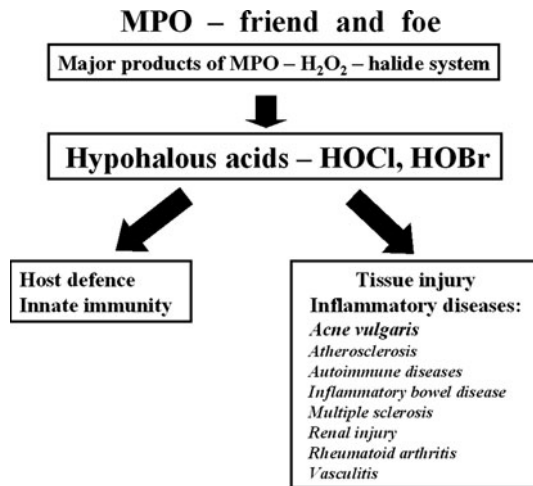 MPO – friend and foe
Major products of MPO – H₂O₂ – halide system
Hypohalous acids – HOCl, HOBr
Host defence
Innate immunity
Tissue injury
Inflammatory diseases:
Acne vulgaris
Atherosclerosis
Autoimmune diseases
Inflammatory bowel disease
Multiple sclerosis
Renal injury
Rheumatoid arthritis
Vasculitis